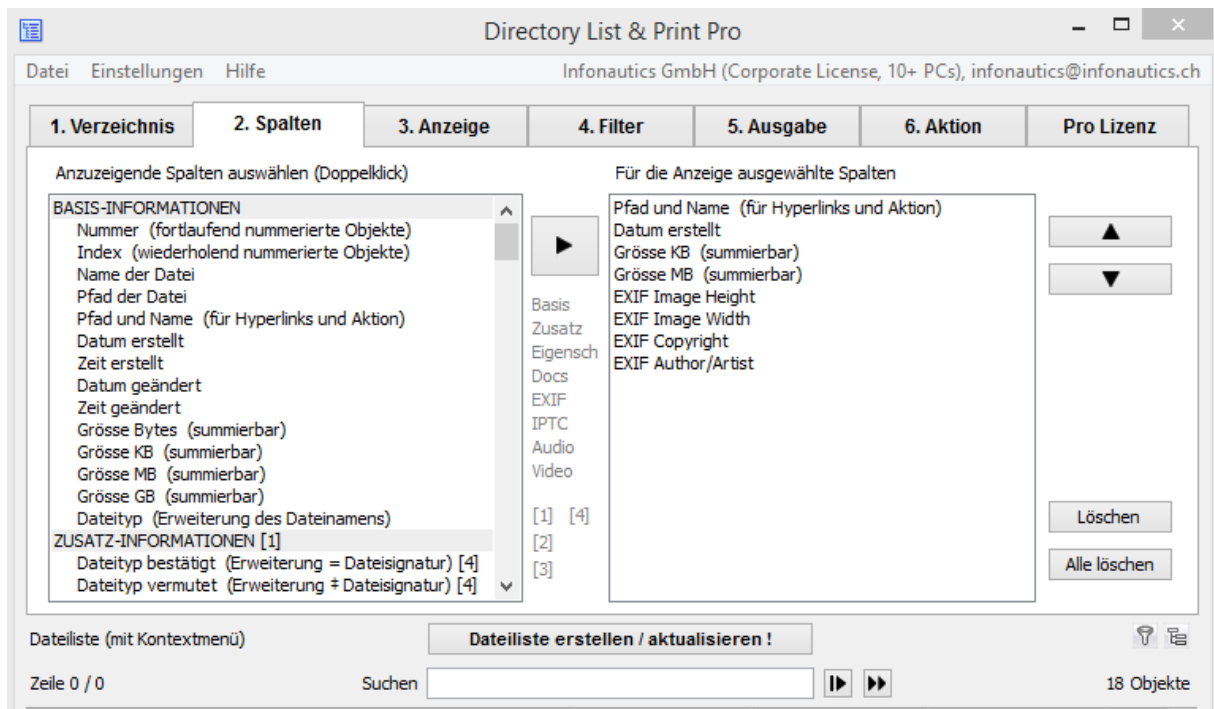 Directory List & Print Pro
Datei Einstellungen Hilfe Infonautics GmbH (Corporate License, 10+ PCs), infonautics@infonautics.ch
1. Verzeichnis 2. Spalten 3. Anzeige 4. Filter 5. Ausgabe 6. Aktion Pro Lizenz
Anzuzeigende Spalten auswählen (Doppelklick)
BASIS-INFORMATIONEN
Nummer (fortlaufend nummerierte Objekte)
Index (wiederholend nummerierte Objekte)
Name der Datei
Pfad der Datei
Pfad und Name (für Hyperlinks und Aktion)
Datum erstellt
Zeit erstellt
Datum geändert
Zeit geändert
Grösse Bytes (summierbar)
Grösse KB (summierbar)
Grösse MB (summierbar)
Grösse GB (summierbar)
Dateityp (Erweiterung des Dateinamens)
ZUSATZ-INFORMATIONEN [1]
Dateityp bestätigt (Erweiterung = Dateisignatur) [4]
Dateityp vermutet (Erweiterung ‡ Dateisignatur) [4]
Basis
Zusatz
Eigensch
Docs
EXIF
IPTC
Audio
Video
[1] [4]
[2]
[3]
Für die Anzeige ausgewählte Spalten
Pfad und Name (für Hyperlinks und Aktion)
Datum erstellt
Grösse KB (summierbar)
Grösse MB (summierbar)
EXIF Image Height
EXIF Image Width
EXIF Copyright
EXIF Author/Artist
Löschen
Alle löschen
Dateiliste (mit Kontextmenü) Dateiliste erstellen / aktualisieren !
Zeile 0 / 0 Suchen 18 Objekte